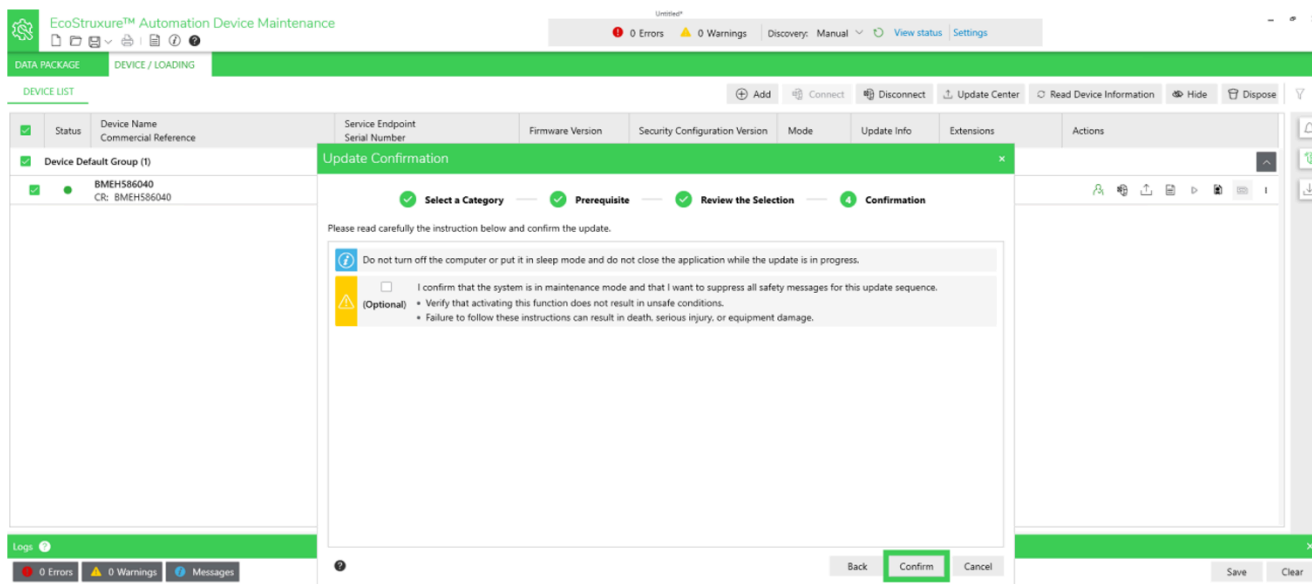 Untitled*
EcoStruxure™ Automation Device Maintenance
0 Errors 0 Warnings Discovery: Manual View status Settings
DATA PACKAGE DEVICE / LOADING
DEVICE LIST
Add Connect Disconnect Update Center Read Device Information Hide Dispose
Status Device Name Service Endpoint Firmware Version Security Configuration Version Mode Update Info Extensions Actions
Commercial Reference Serial Number
Device Default Group (1)
BMEH586040
CR: BMEH586040
Update Confirmation
Select a Category Prerequisite Review the Selection 4 Confirmation
Please read carefully the instruction below and confirm the update.
Do not turn off the computer or put it in sleep mode and do not close the application while the update is in progress.
I confirm that the system is in maintenance mode and that I want to suppress all safety messages for this update sequence.
(Optional) • Verify that activating this function does not result in unsafe conditions.
• Failure to follow these instructions can result in death, serious injury, or equipment damage.
Back Confirm Cancel
Logs
0 Errors 0 Warnings Messages
Save Clear